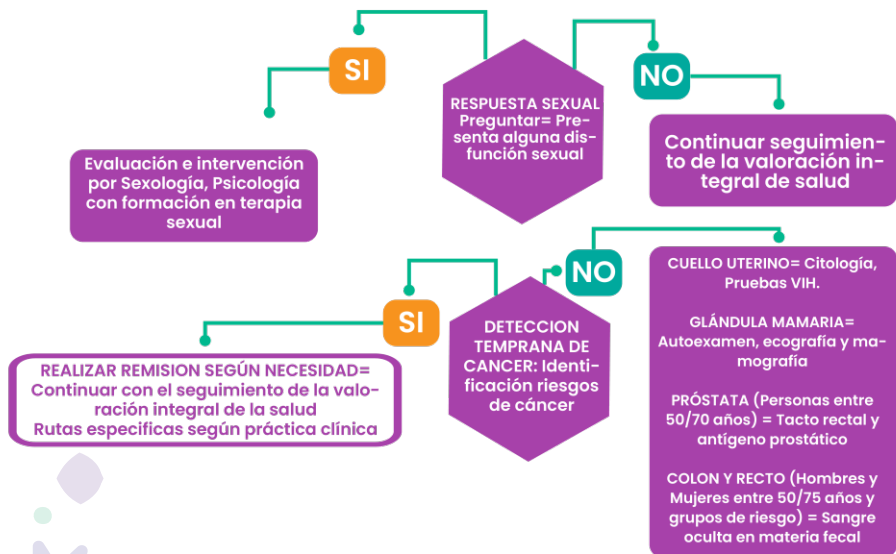 SI
RESPUESTA SEXUAL
Preguntar= Pre-
senta alguna dis-
función sexual
NO
Evaluación e intervención
por Sexología, Psicología
con formación en terapia
sexual
Continuar seguimien-
to de la valoración in-
tegral de salud
SI
DETECCION
TEMPRANA DE
CANCER: Identi-
ficación riesgos
de cáncer
NO
REALIZAR REMISION SEGÚN NECESIDAD=
Continuar con el seguimiento de la valo-
ración integral de la salud
Rutas especificas según práctica clínica
CUELLO UTERINO= Citología,
Pruebas VIH.
GLÁNDULA MAMARIA=
Autoexamen, ecografía y ma-
mografía
PRÓSTATA (Personas entre
50/70 años) = Tacto rectal y
antígeno prostático
COLON Y RECTO (Hombres y
Mujeres entre 50/75 años y
grupos de riesgo) = Sangre
oculta en materia fecal